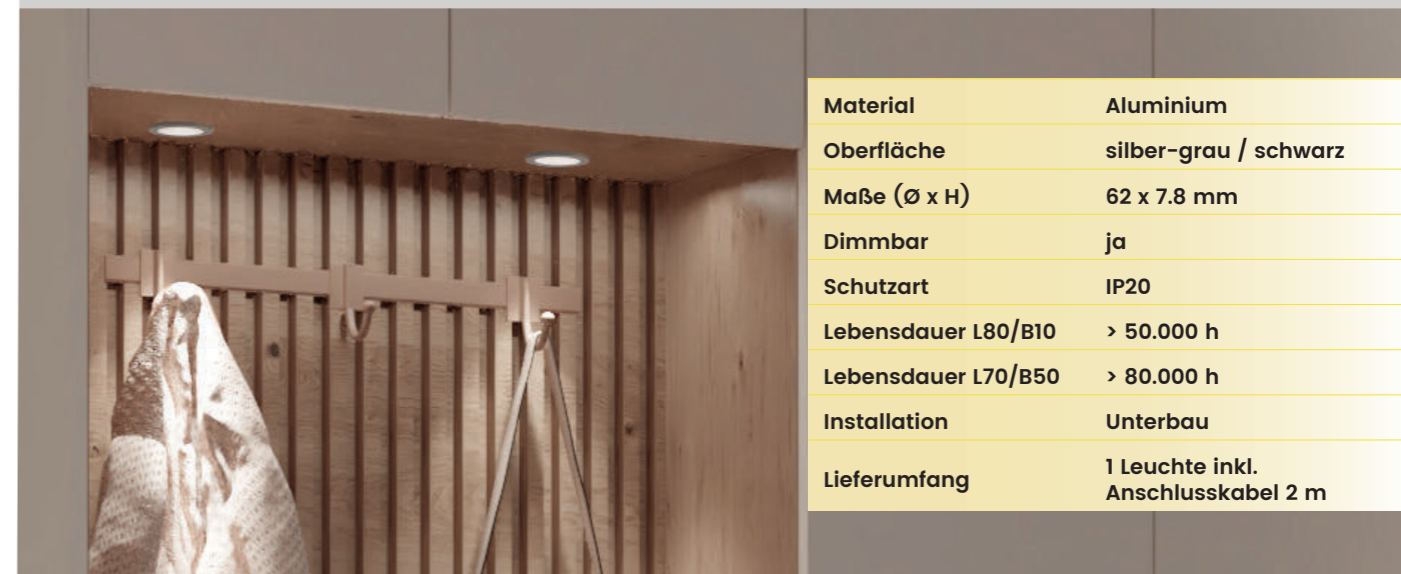 Material Aluminium
Oberfläche silber-grau / schwarz
Maße (Ø x H) 62 x 7.8 mm
Dimmbar ja
Schutzart IP20
Lebensdauer L80/B10 > 50.000 h
Lebensdauer L70/B50 > 80.000 h
Installation Unterbau
Lieferumfang 1 Leuchte inkl.
Anschlusskabel 2 m